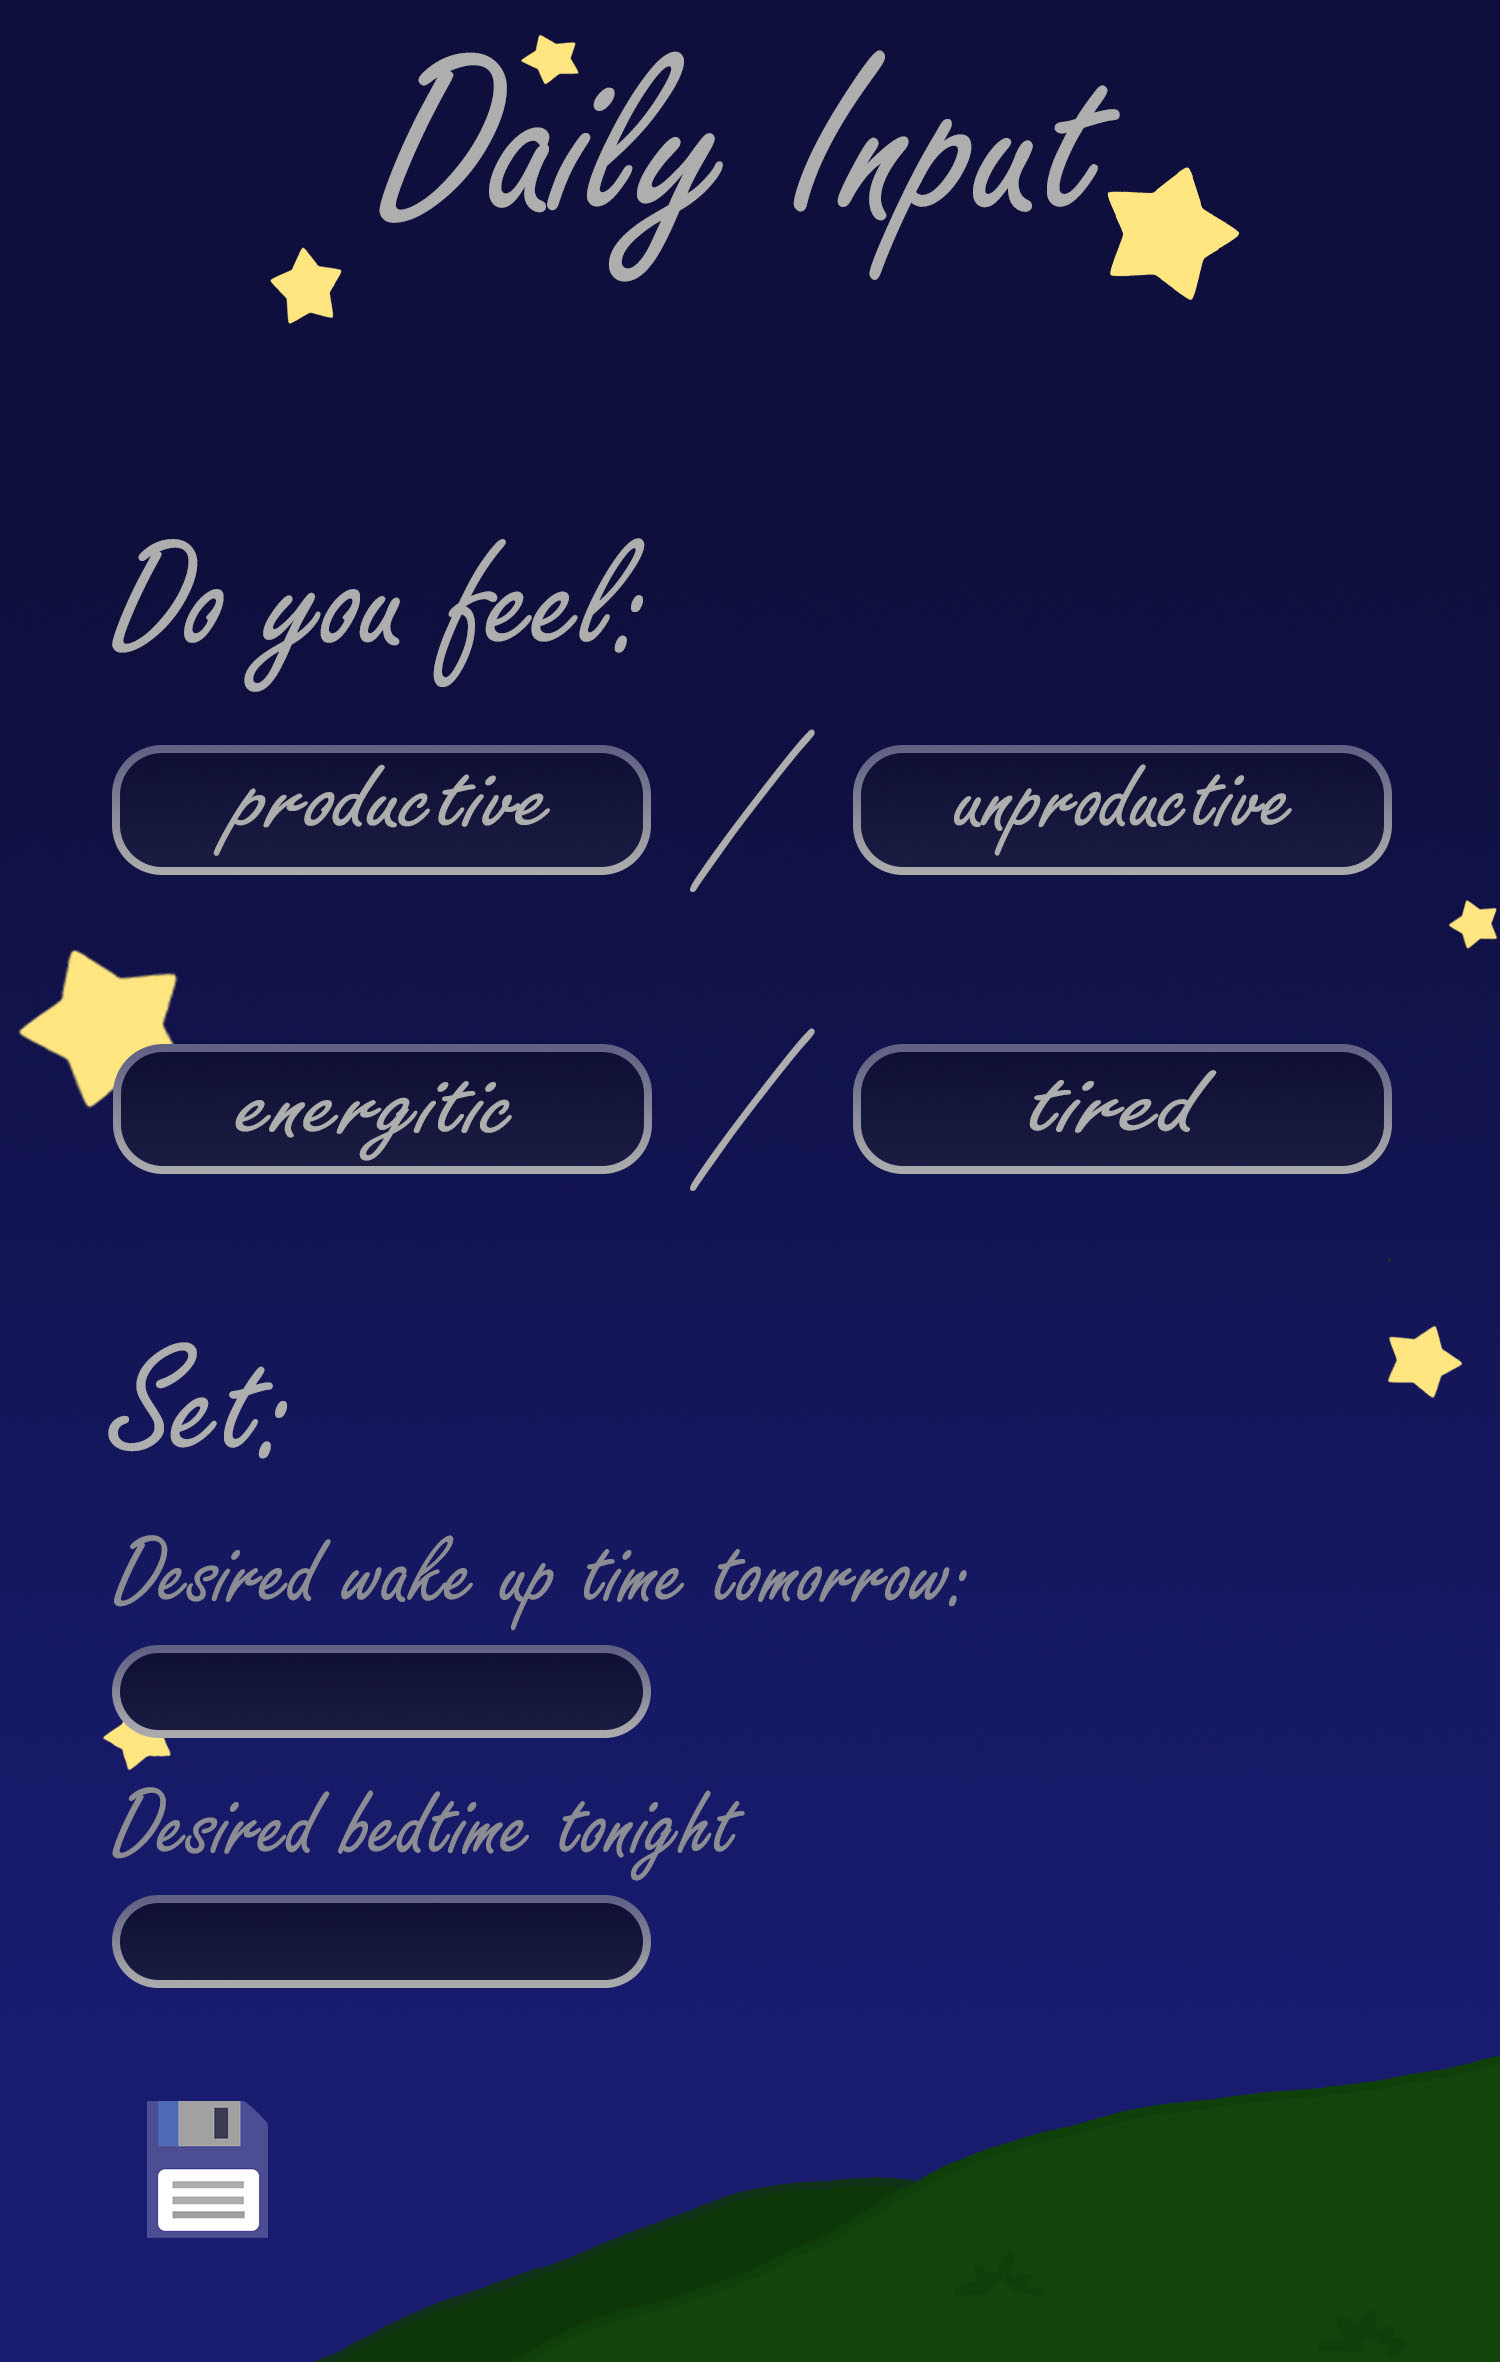 Daily Input
Do you feel:
productive / unproductive
energitic / tired
Set:
Desired wake up time tomorrow:
Desired bedtime tonight